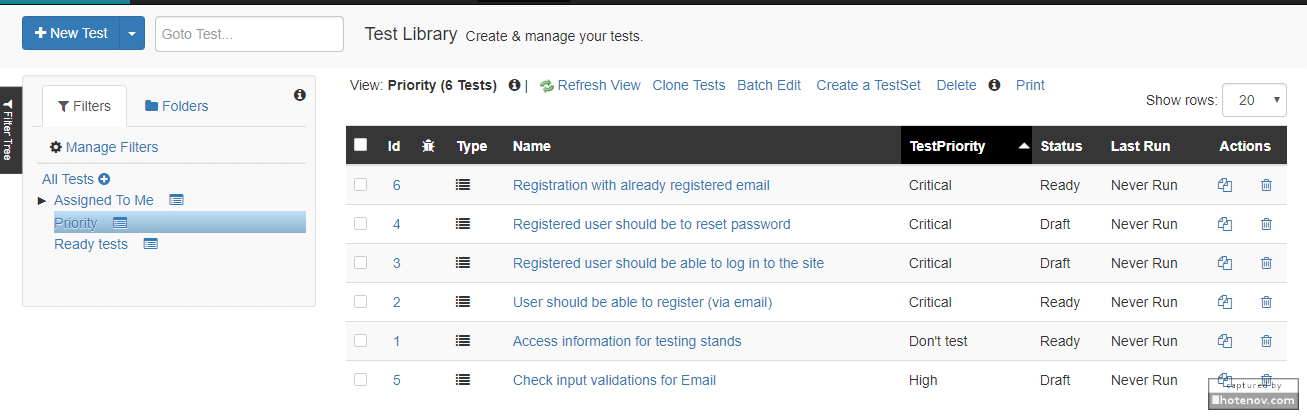 New Test
Goto Test...
Test Library Create & manage your tests.
Filter Tree
Filters Folders
Manage Filters
All Tests
Assigned To Me
Priority
Ready tests
View: Priority (6 Tests) | Refresh View Clone Tests Batch Edit Create a TestSet Delete Print
Show rows: 20
Id Type Name TestPriority Status Last Run Actions
6 Registration with already registered email Critical Ready Never Run
4 Registered user should be to reset password Critical Draft Never Run
3 Registered user should be able to log in to the site Critical Draft Never Run
2 User should be able to register (via email) Critical Ready Never Run
1 Access information for testing stands Don't test Ready Never Run
5 Check input validations for Email High Draft Never Run
captured by
hotenov.com